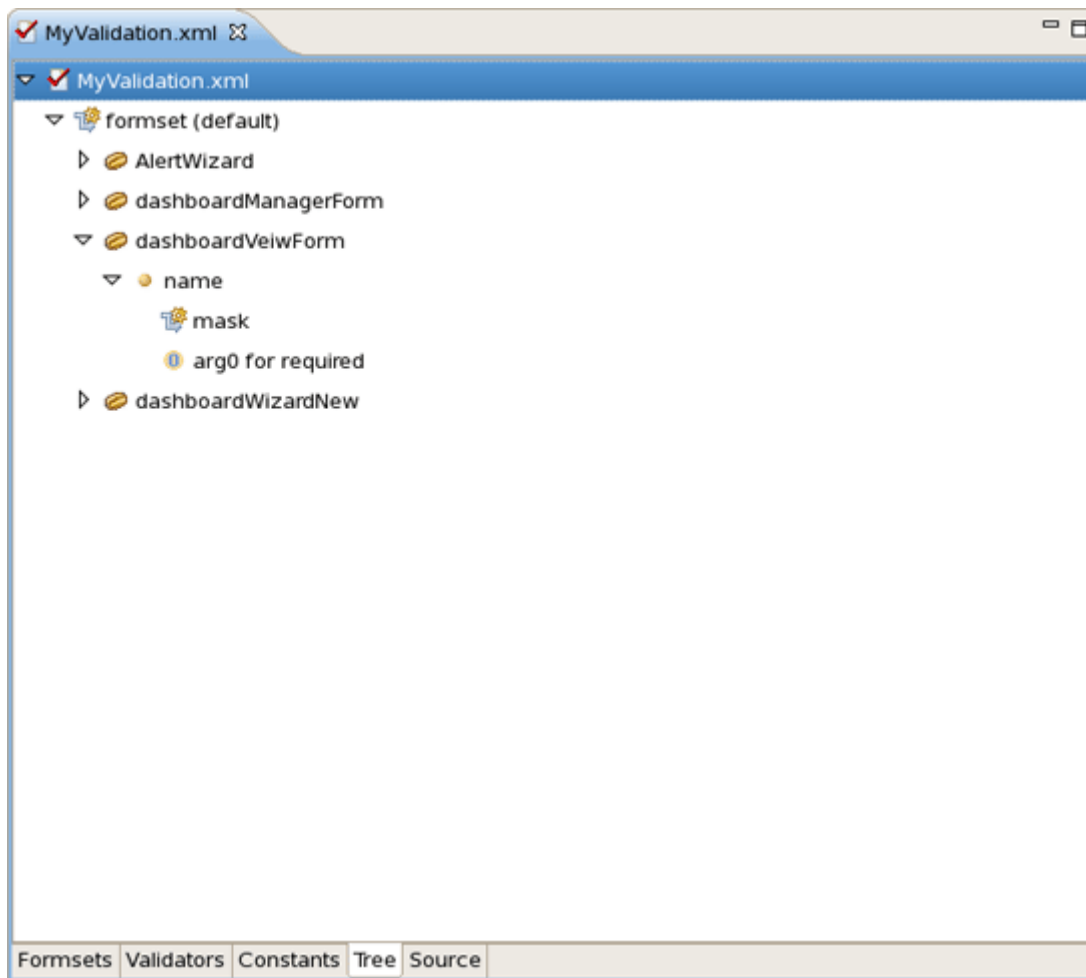 MyValidation.xml
MyValidation.xml
formset (default)
AlertWizard
dashboardManagerForm
dashboardVeiwForm
name
mask
0 arg0 for required
dashboardWizardNew
Formsets Validators Constants Tree Source